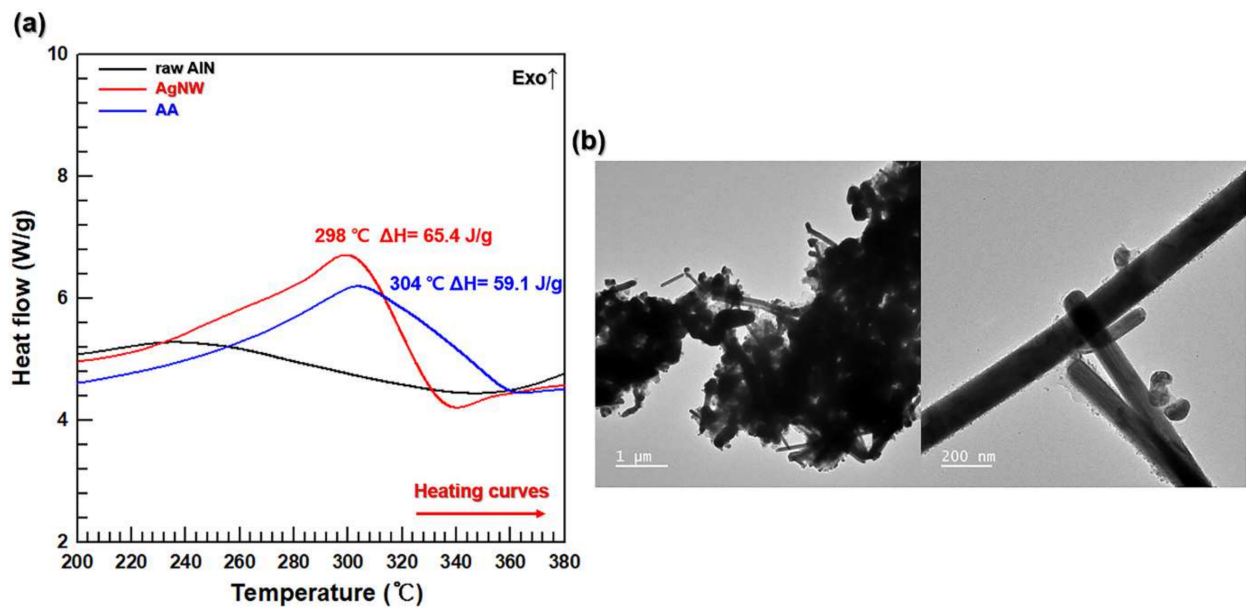 (a)
10
8
6
4
2
Heat flow (W/g)
raw AlN
AgNW
AA
Exo↑
298 ℃ ΔH= 65.4 J/g
304 ℃ ΔH= 59.1 J/g
Heating curves
200 220 240 260 280 300 320 340 360 380
Temperature (℃)
(b)
1 µm
200 nm